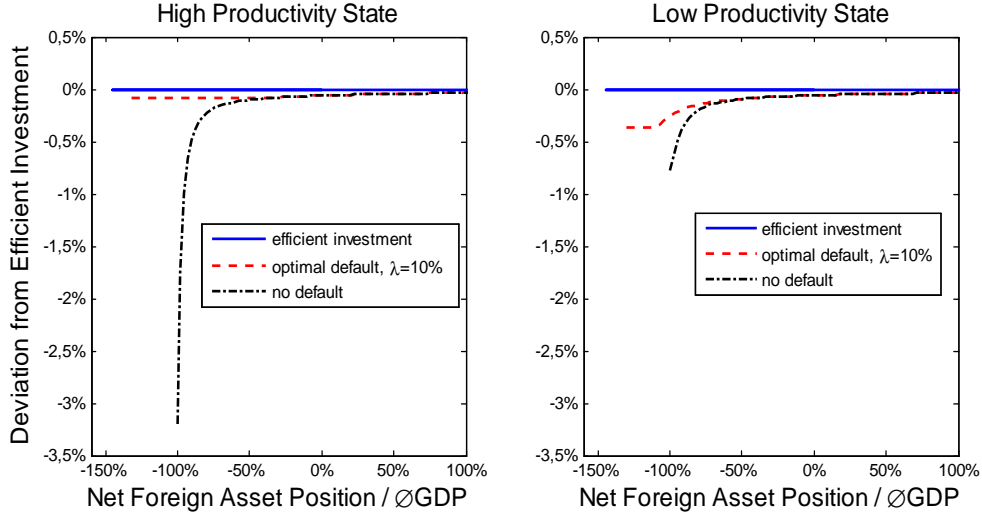 High Productivity State
Deviation from Efficient Investment
0,5%
0%
-0,5%
-1%
-1,5%
-2%
-2,5%
-3%
-3,5%
efficient investment
optimal default, λ=10%
no default
-150% -100% -50% 0% 50% 100%
Net Foreign Asset Position / ∅GDP
Low Productivity State
0,5%
0%
-0,5%
-1%
-1,5%
-2%
-2,5%
-3%
-3,5%
efficient investment
optimal default, λ=10%
no default
-150% -100% -50% 0% 50% 100%
Net Foreign Asset Position / ∅GDP